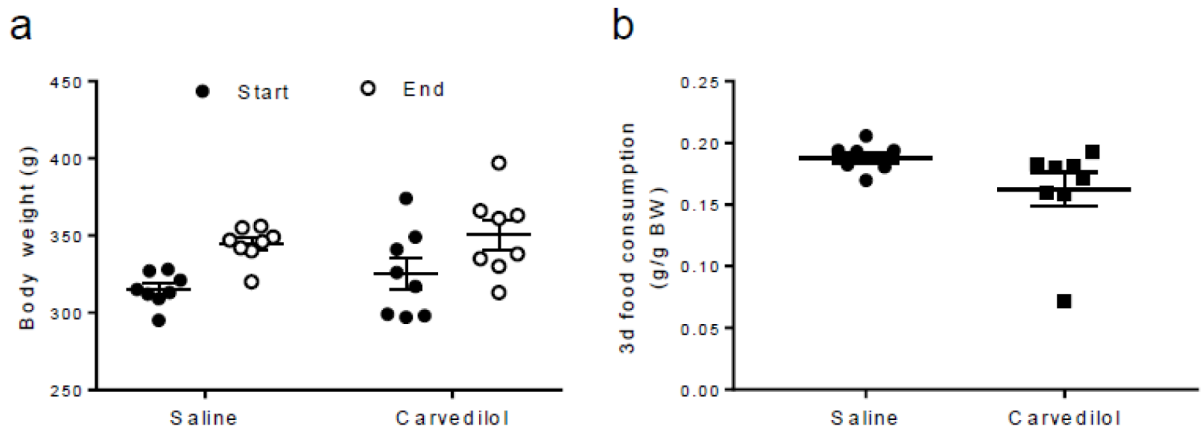 a
Body weight (g)
450
400
350
300
250
Start
End
Saline
Carvedilol
b
3d food consumption
(g/g BW)
0.25
0.20
0.15
0.10
0.05
0.00
Saline
Carvedilol